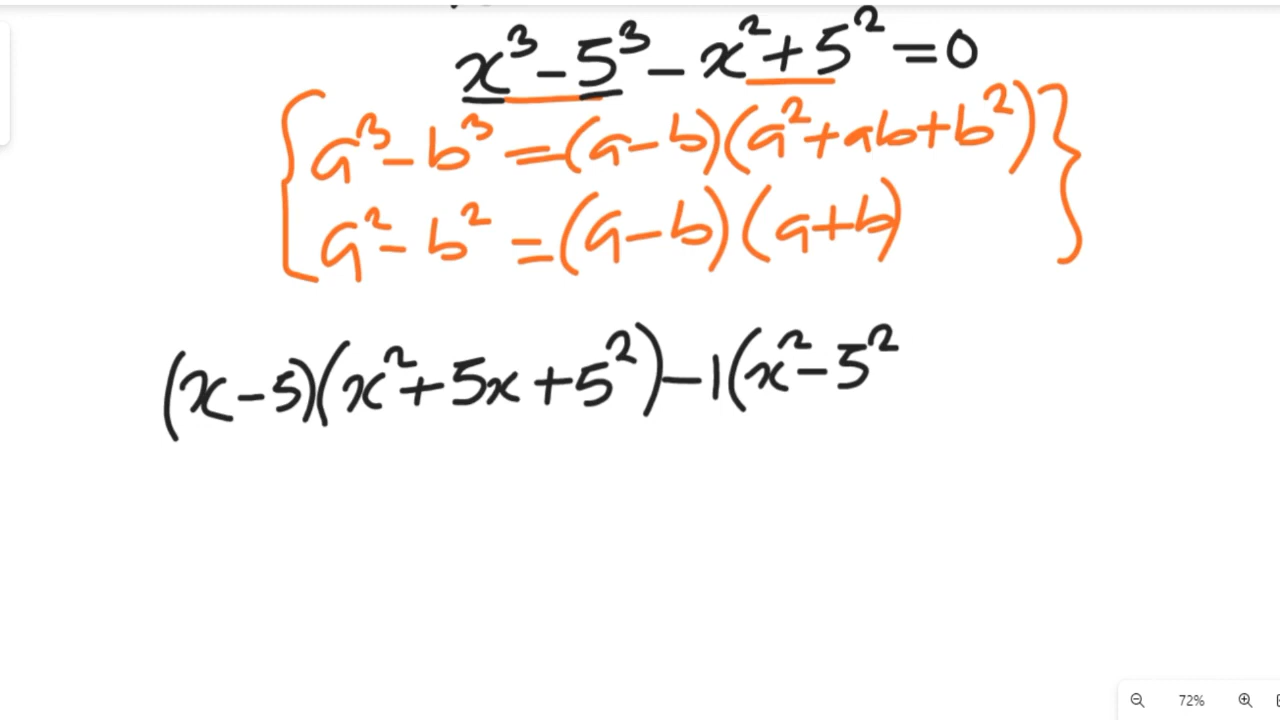 x³-5³-x²+5²=0
a³-b³=(a-b)(a²+ab+b²)
a²-b²=(a-b)(a+b)
(x-5)(x²+5x+5²)-1(x²-5²
72%